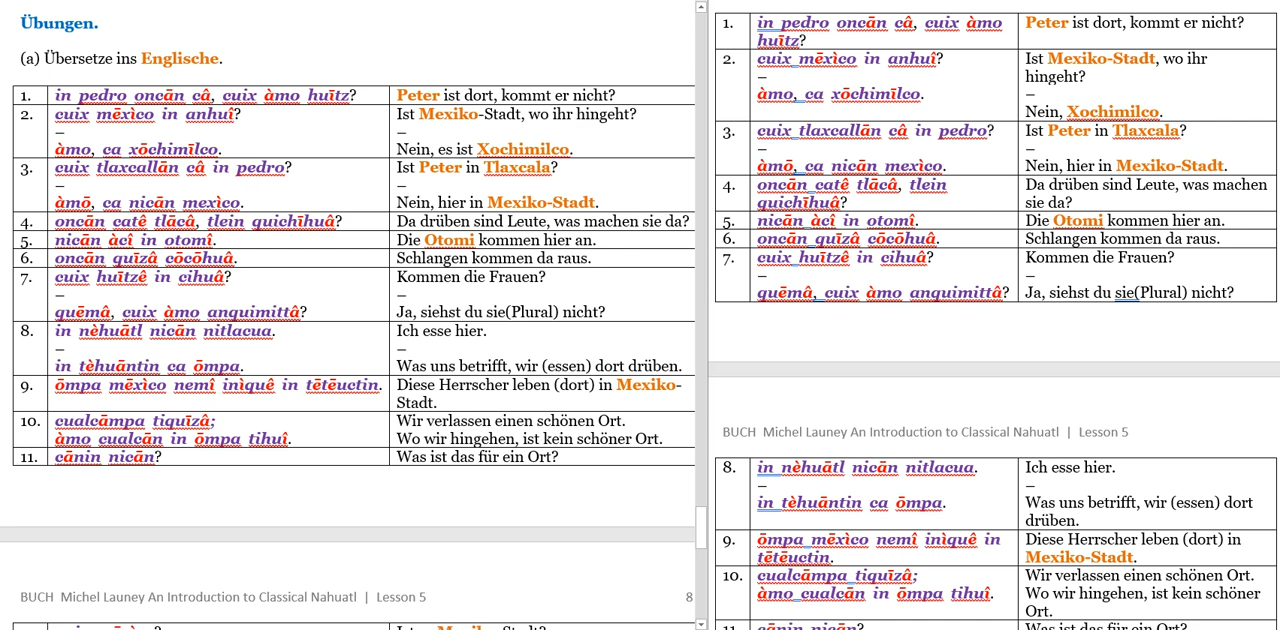 Übungen.
(a) Übersetze ins Englische.
1. in pedro oncān câ, cuix àmo huītz? Peter ist dort, kommt er nicht?
2. cuix mēxìco in anhuî? Ist Mexiko-Stadt, wo ihr hingeht?
– –
àmo, ca xōchimīlco. Nein, es ist Xochimilco.
3. cuix tlaxcallān câ in pedro? Ist Peter in Tlaxcala?
– –
àmō, ca nicān mexìco. Nein, hier in Mexiko-Stadt.
4. oncān catê tlācâ, tlein quichīhuâ? Da drüben sind Leute, was machen sie da?
5. nicān àcî in otomî. Die Otomi kommen hier an.
6. oncān quīzâ cōcōhuâ. Schlangen kommen da raus.
7. cuix huītzê in cihuâ? Kommen die Frauen?
– –
quēmâ, cuix àmo anquimittâ? Ja, siehst du sie(Plural) nicht?
8. in nèhuātl nicān nitlacua. Ich esse hier.
– –
in tèhuāntin ca ōmpa. Was uns betrifft, wir (essen) dort drüben.
9. ōmpa mēxìco nemî inìquê in tētēuctin. Diese Herrscher leben (dort) in Mexiko-
Stadt.
10. cualcāmpa tiquīzâ; Wir verlassen einen schönen Ort.
àmo cualcān in ōmpa tihuî. Wo wir hingehen, ist kein schöner Ort.
11. cānin nicān? Was ist das für ein Ort?
BUCH Michel Launey An Introduction to Classical Nahuatl | Lesson 5 8
1. in pedro oncān câ, cuix àmo Peter ist dort, kommt er nicht?
huītz?
2. cuix mēxìco in anhuî? Ist Mexiko-Stadt, wo ihr
hingeht?
– –
àmo, ca xōchimīlco. Nein, Xochimilco.
3. cuix tlaxcallān câ in pedro? Ist Peter in Tlaxcala?
– –
àmō, ca nicān mexìco. Nein, hier in Mexiko-Stadt.
4. oncān catê tlācâ, tlein Da drüben sind Leute, was machen
quichīhuâ? sie da?
5. nicān àcî in otomî. Die Otomi kommen hier an.
6. oncān quīzâ cōcōhuâ. Schlangen kommen da raus.
7. cuix huītzê in cihuâ? Kommen die Frauen?
– –
quēmâ, cuix àmo anquimittâ? Ja, siehst du sie(Plural) nicht?
BUCH Michel Launey An Introduction to Classical Nahuatl | Lesson 5
8. in nèhuātl nicān nitlacua. Ich esse hier.
– –
in tèhuāntin ca ōmpa. Was uns betrifft, wir (essen) dort
drüben.
9. ōmpa mēxìco nemî inìquê in Diese Herrscher leben (dort) in
tētēuctin. Mexiko-Stadt.
10. cualcāmpa tiquīzâ; Wir verlassen einen schönen Ort.
àmo cualcān in ōmpa tihuî. Wo wir hingehen, ist kein schöner
Ort.
11. cānin nicān? Was ist das für ein Ort?